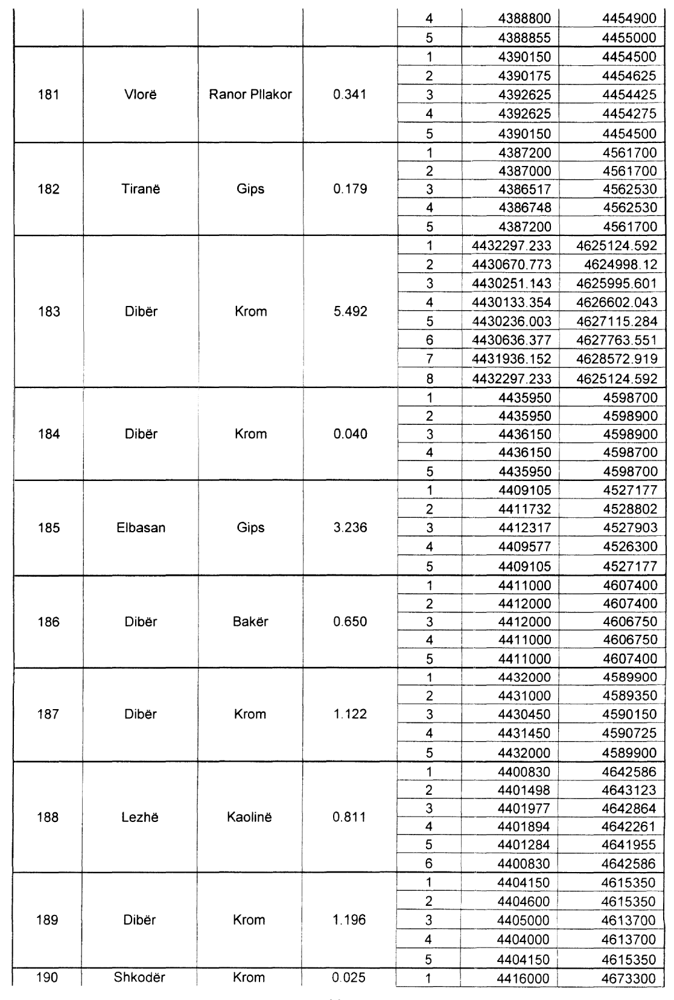 4 4388800 4454900
5 4388855 4455000
1 4390150 4454500
2 4390175 4454625
181 Vlorë Ranor Pllakor 0.341 3 4392625 4454425
4 4392625 4454275
5 4390150 4454500
1 4387200 4561700
2 4387000 4561700
182 Tiranë Gips 0.179 3 4386517 4562530
4 4386748 4562530
5 4387200 4561700
1 4432297.233 4625124.592
2 4430670.773 4624998.12
3 4430251.143 4625995.601
4 4430133.354 4626602.043
183 Dibër Krom 5.492
5 4430236.003 4627115.284
6 4430636.377 4627763.551
7 4431936.152 4628572.919
8 4432297.233 4625124.592
1 4435950 4598700
2 4435950 4598900
184 Dibër Krom 0.040 3 4436150 4598900
4 4436150 4598700
5 4435950 4598700
1 4409105 4527177
2 4411732 4528802
185 Elbasan Gips 3.236 3 4412317 4527903
4 4409577 4526300
5 4409105 4527177
1 4411000 4607400
2 4412000 4607400
186 Dibër Bakër 0.650 3 4412000 4606750
4 4411000 4606750
5 4411000 4607400
1 4432000 4589900
2 4431000 4589350
187 Dibër Krom 1.122 3 4430450 4590150
4 4431450 4590725
5 4432000 4589900
1 4400830 4642586
2 4401498 4643123
3 4401977 4642864
188 Lezhë Kaolinë 0.811
4 4401894 4642261
5 4401284 4641955
6 4400830 4642586
1 4404150 4615350
2 4404600 4615350
189 Dibër Krom 1.196 3 4405000 4613700
4 4404000 4613700
5 4404150 4615350
190 Shkodër Krom 0.025 1 4416000 4673300